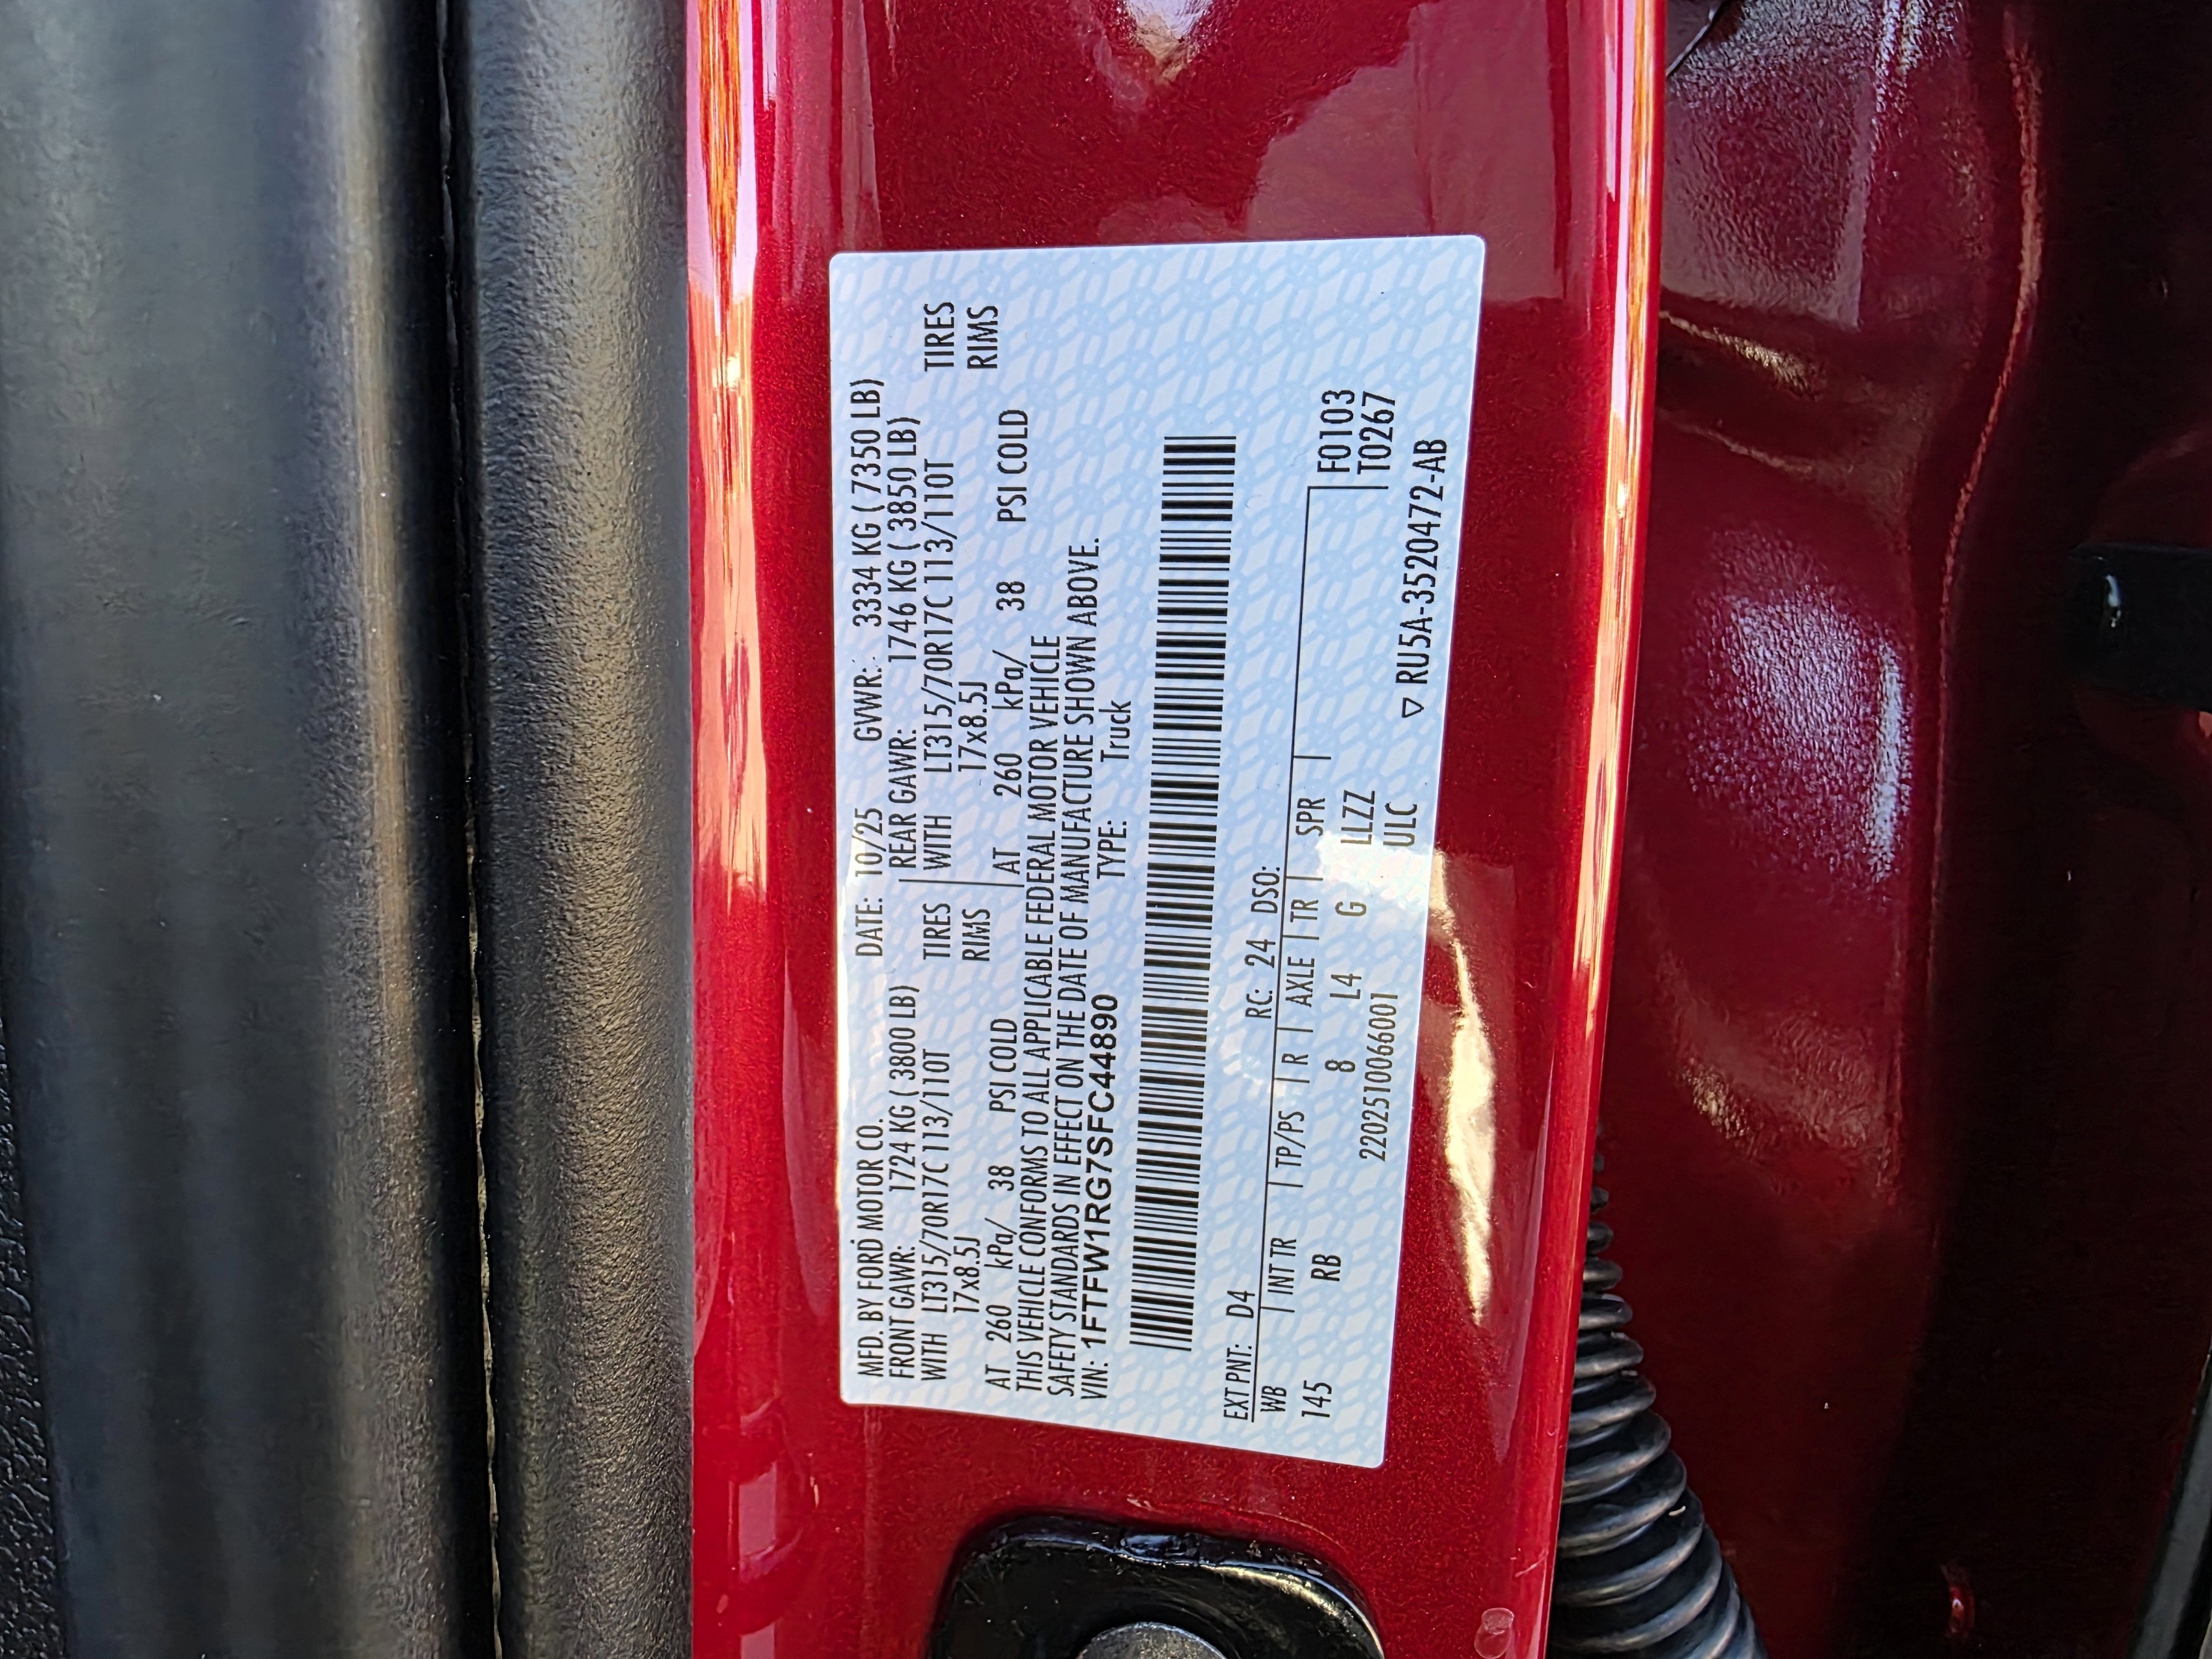 MFD. BY FORD MOTOR CO. DATE: 10/25 GVWR: 3334 KG ( 7350 LB)
FRONT GAWR: 1724 KG ( 3800 LB) REAR GAWR: 1746 KG ( 3850 LB)
WITH LT315/70R17C 113/110T TIRES WITH LT315/70R17C 113/110T TIRES
17x8.5J RIMS 17x8.5J RIMS
AT 260 kPa/ 38 PSI COLD AT 260 kPa/ 38 PSI COLD
THIS VEHICLE CONFORMS TO ALL APPLICABLE FEDERAL MOTOR VEHICLE
SAFETY STANDARDS IN EFFECT ON THE DATE OF MANUFACTURE SHOWN ABOVE.
VIN: 1FTFW1RG7SFC44890 TYPE: Truck
EXT PNT: D4 RC: 24 DSO:
WB INT TR TP/PS R AXLE TR SPR F0103
145 RB 8 L4 G LLZZ T0267
2202510066001 ULC
▽ RU5A-3520472-AB